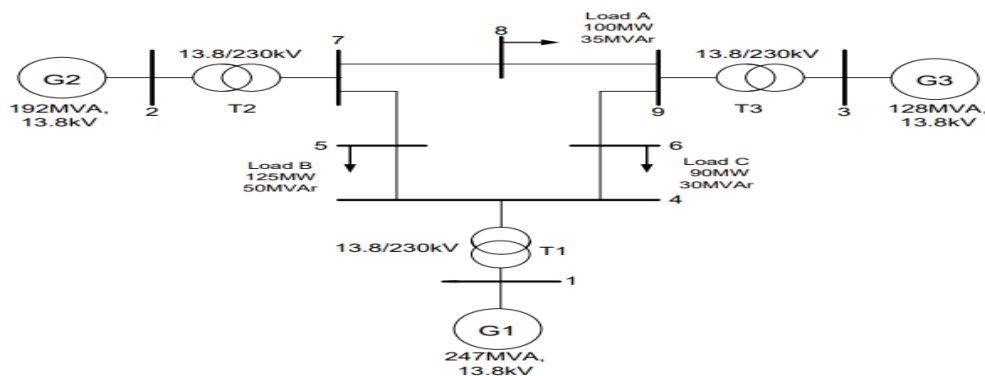 Load A
100MW
35MVAr
8
7
13.8/230kV
T2
G2
192MVA,
13.8kV
2
13.8/230kV
T3
9
3
G3
128MVA,
13.8kV
5
Load B
125MW
50MVAr
6
Load C
90MW
30MVAr
4
13.8/230kV
T1
1
G1
247MVA,
13.8kV